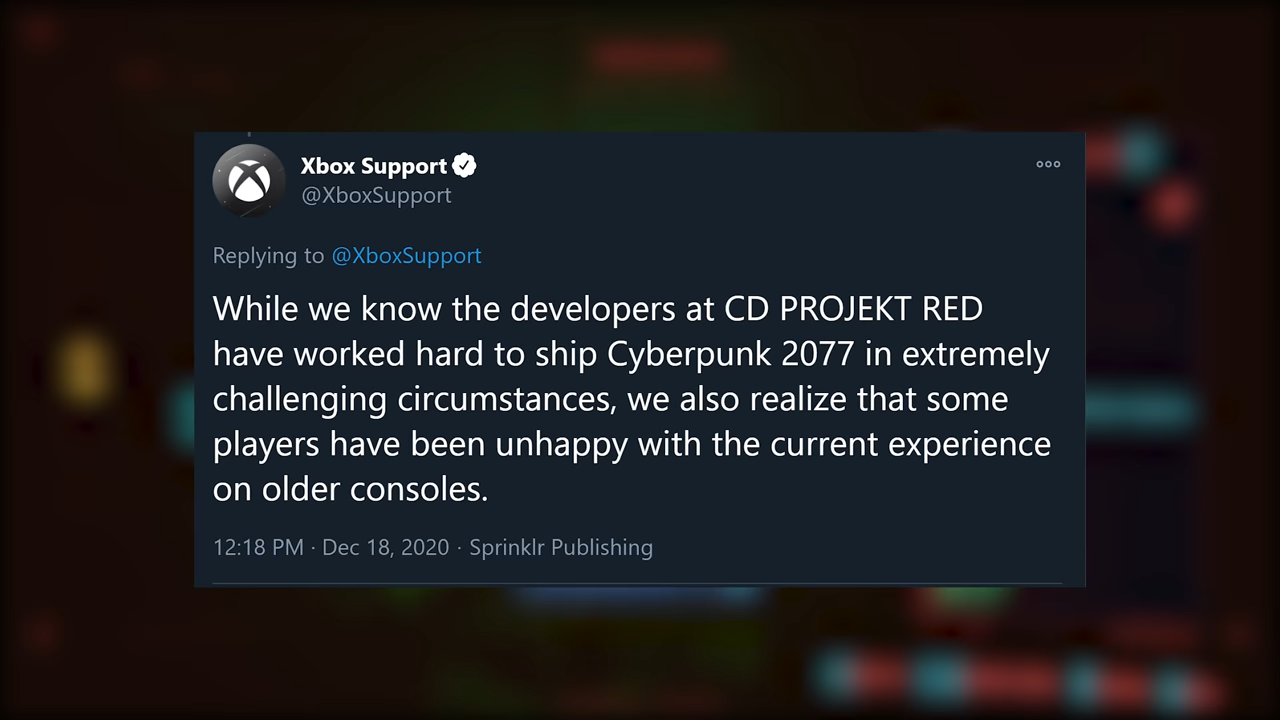 Xbox Support
@XboxSupport
Replying to @XboxSupport
While we know the developers at CD PROJEKT RED
have worked hard to ship Cyberpunk 2077 in extremely
challenging circumstances, we also realize that some
players have been unhappy with the current experience
on older consoles.
12:18 PM · Dec 18, 2020 · Sprinklr Publishing